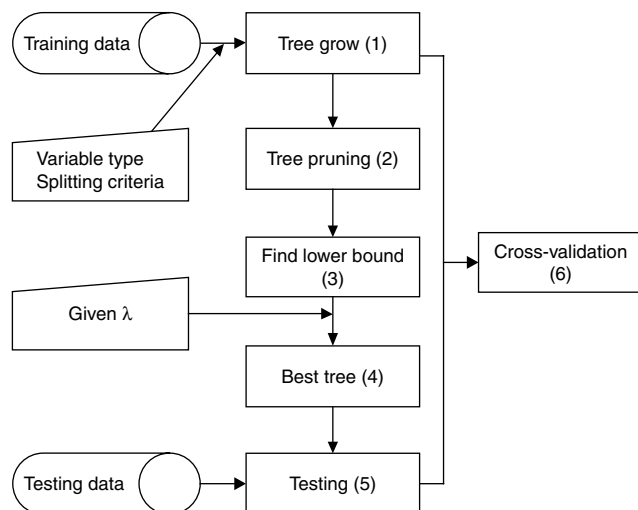 Training data
Tree grow (1)
Variable type
Splitting criteria
Tree pruning (2)
Find lower bound
(3)
Cross-validation
(6)
Given λ
Best tree (4)
Testing data
Testing (5)